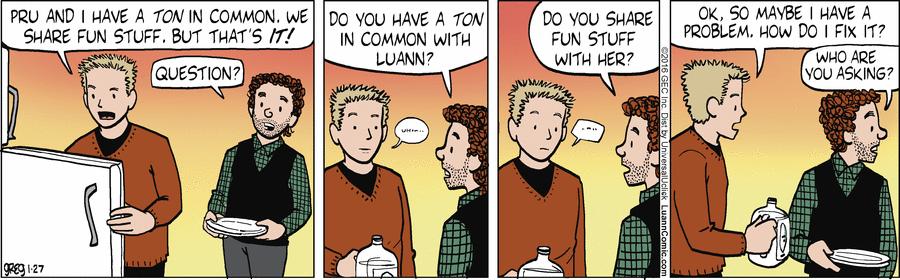 PRU AND I HAVE A TON IN COMMON. WE
SHARE FUN STUFF. BUT THAT'S IT!
QUESTION?
GREG 1-27
DO YOU HAVE A TON
IN COMMON WITH
LUANN?
UHHH...
DO YOU SHARE
FUN STUFF
WITH HER?
©2016 GEC Inc. Dist by UniversalUclick LuannComic.com
OK, SO MAYBE I HAVE A
PROBLEM. HOW DO I FIX IT?
WHO ARE
YOU ASKING?